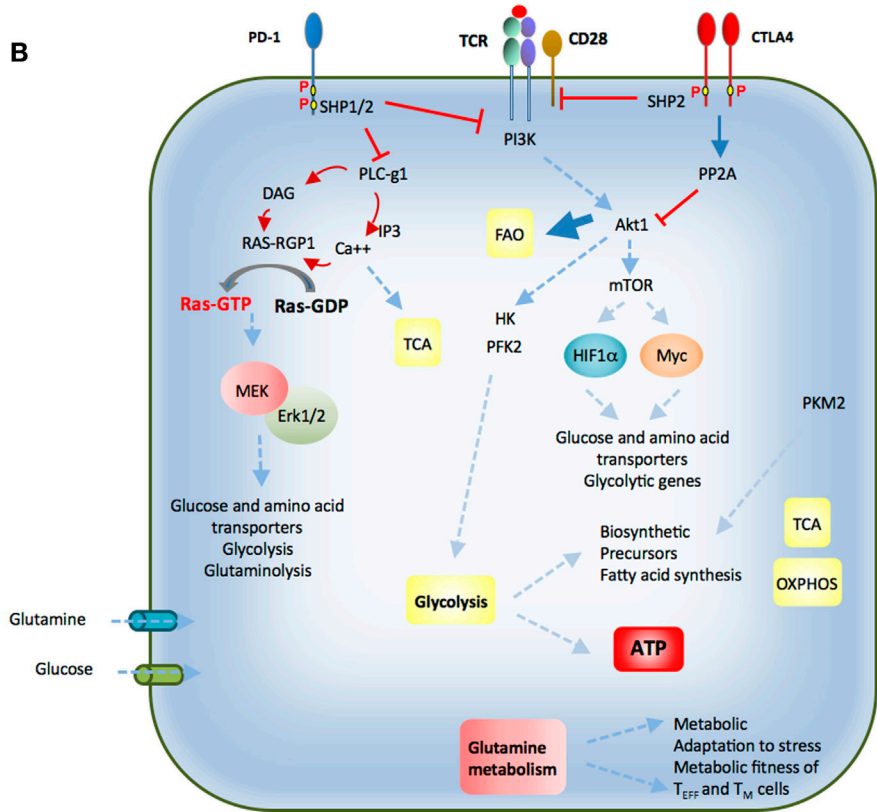 B
PD-1
TCR
CD28
CTLA4
P
P
SHP1/2
SHP2
P
P
PI3K
PLC-g1
PP2A
DAG
IP3
RAS-RGP1
Ca++
FAO
Akt1
Ras-GTP
Ras-GDP
mTOR
TCA
HK
PFK2
HIF1α
Myc
MEK
Erk1/2
PKM2
Glucose and amino acid
transporters
Glycolytic genes
Glucose and amino acid
transporters
Glycolysis
Glutaminolysis
TCA
Biosynthetic
Precursors
Fatty acid synthesis
OXPHOS
Glycolysis
Glutamine
ATP
Glucose
Glutamine
metabolism
Metabolic
Adaptation to stress
Metabolic fitness of
TEFF and TM cells